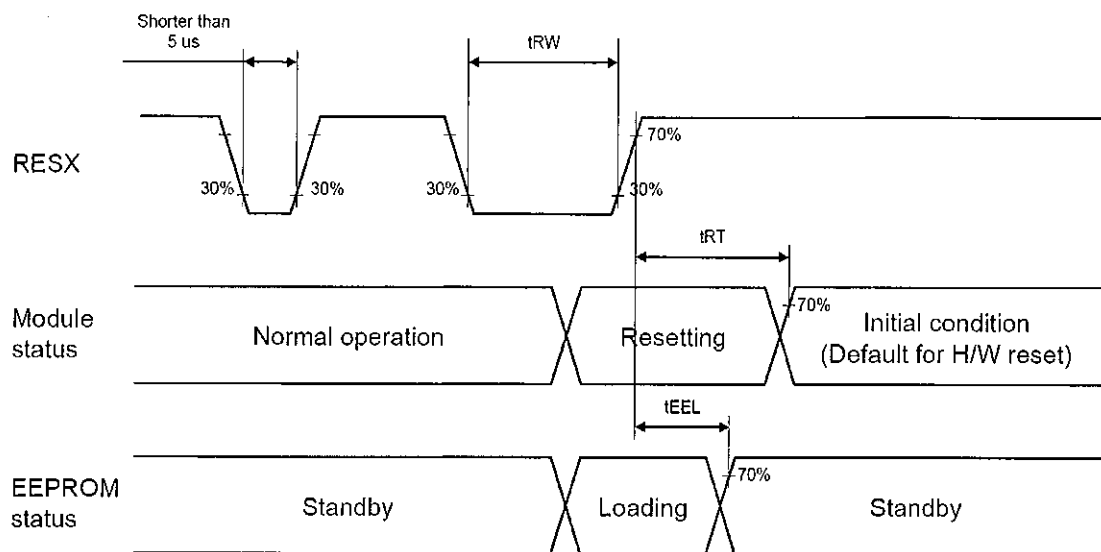 Shorter than
5 us
tRW
RESX
30%
30%
30%
70%
30%
tRT
Module
status
Normal operation
Resetting
70%
Initial condition
(Default for H/W reset)
tEEL
EEPROM
status
Standby
Loading
70%
Standby